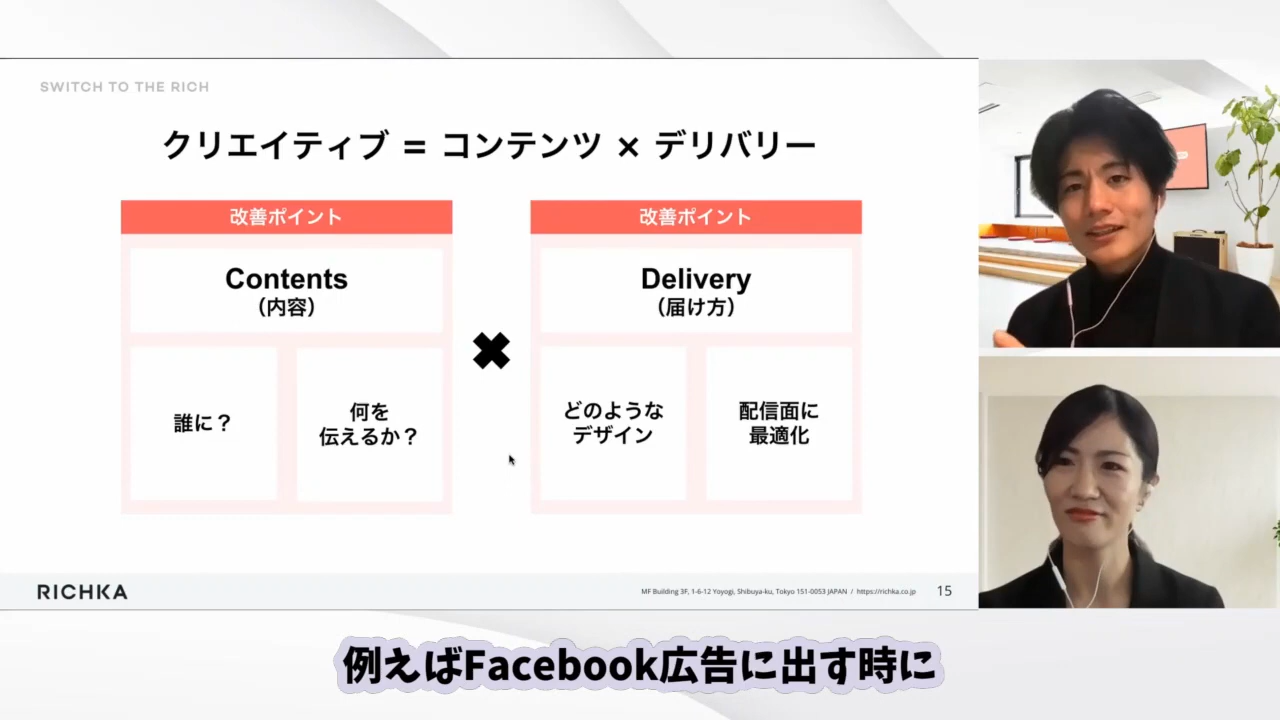 SWITCH TO THE RICH
クリエイティブ = コンテンツ × デリバリー
改善ポイント
Contents
（内容）
誰に？
何を
伝えるか？
✖
改善ポイント
Delivery
（届け方）
どのような
デザイン
配信面に
最適化
RICHKA
MF Building 3F, 1-6-12 Yoyogi, Shibuya-ku, Tokyo 151-0053 JAPAN / https://richka.co.jp
15
例えばFacebook広告に出す時に